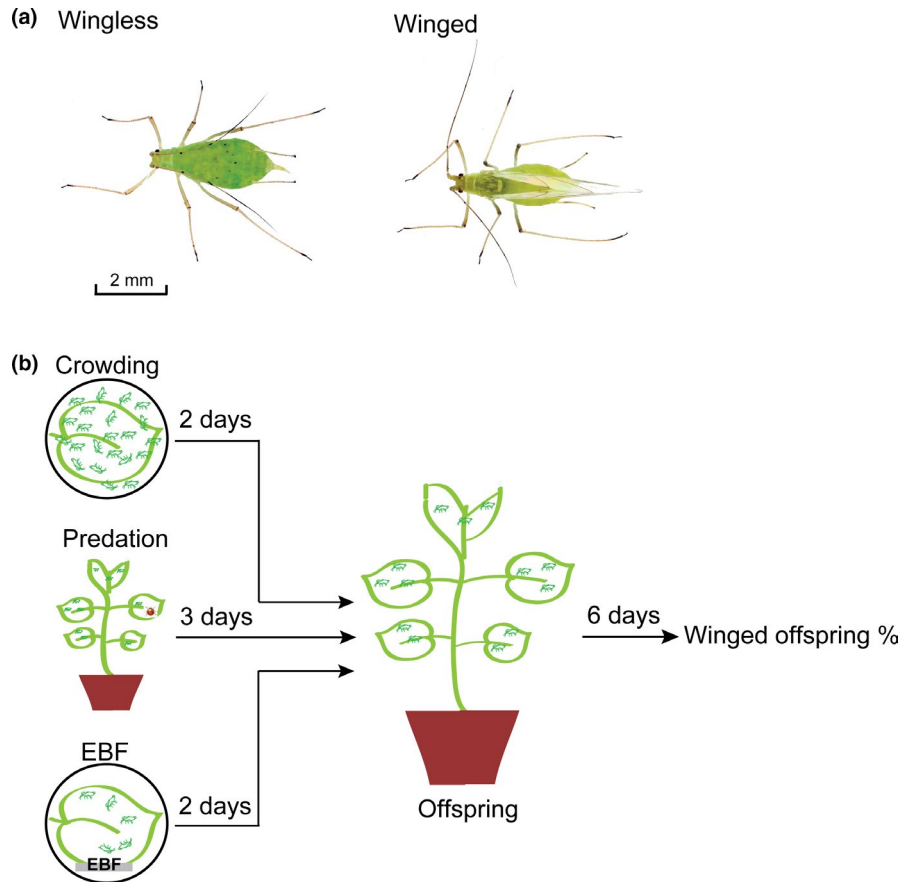 (a) Wingless Winged
2 mm
(b) Crowding
2 days
Predation
3 days
6 days
Winged offspring %
EBF
2 days
EBF
Offspring